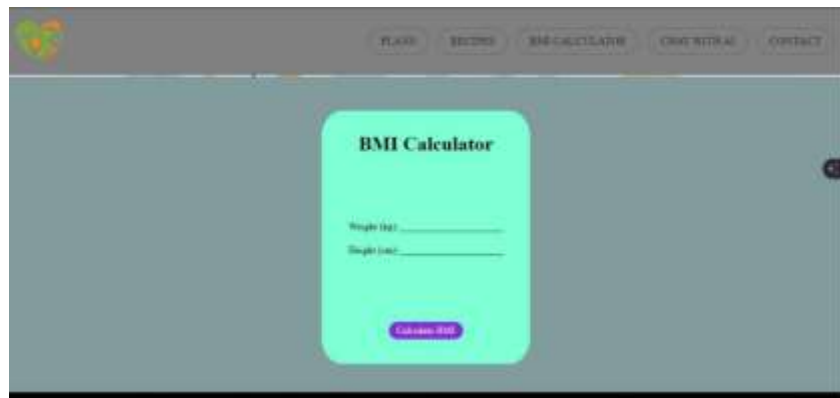 PLANS RECIPES BMI CALCULATOR CHAT WITH AI CONTACT
BMI Calculator
Weight (kg):
Height (cm):
Calculate BMI